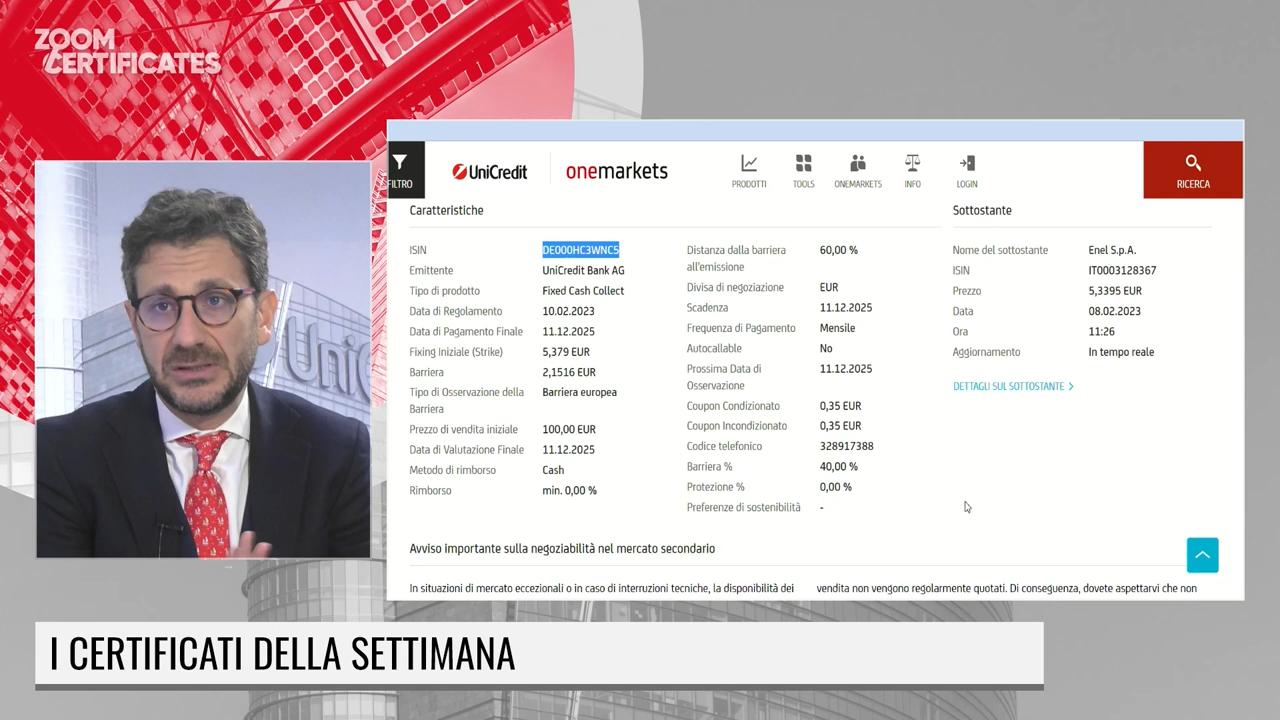 ZOOM
CERTIFICATES
FILTRO
UniCredit
onemarkets
PRODOTTI
TOOLS
ONEMARKETS
INFO
LOGIN
RICERCA
Caratteristiche
ISIN DE000HC3WNC5
Emittente UniCredit Bank AG
Tipo di prodotto Fixed Cash Collect
Data di Regolamento 10.02.2023
Data di Pagamento Finale 11.12.2025
Fixing Iniziale (Strike) 5,379 EUR
Barriera 2,1516 EUR
Tipo di Osservazione della Barriera europea
Barriera
Prezzo di vendita iniziale 100,00 EUR
Data di Valutazione Finale 11.12.2025
Metodo di rimborso Cash
Rimborso min. 0,00 %
Distanza dalla barriera 60,00 %
all'emissione
Divisa di negoziazione EUR
Scadenza 11.12.2025
Frequenza di Pagamento Mensile
Autocallable No
Prossima Data di 11.12.2025
Osservazione
Coupon Condizionato 0,35 EUR
Coupon Incondizionato 0,35 EUR
Codice telefonico 328917388
Barriera % 40,00 %
Protezione % 0,00 %
Preferenze di sostenibilità -
Sottostante
Nome del sottostante Enel S.p.A.
ISIN IT0003128367
Prezzo 5,3395 EUR
Data 08.02.2023
Ora 11:26
Aggiornamento In tempo reale
DETTAGLI SUL SOTTOSTANTE
Avviso importante sulla negoziabilità nel mercato secondario
In situazioni di mercato eccezionali o in caso di interruzioni tecniche, la disponibilità dei
vendita non vengono regolarmente quotati. Di conseguenza, dovete aspettarvi che non
Uni
I CERTIFICATI DELLA SETTIMANA